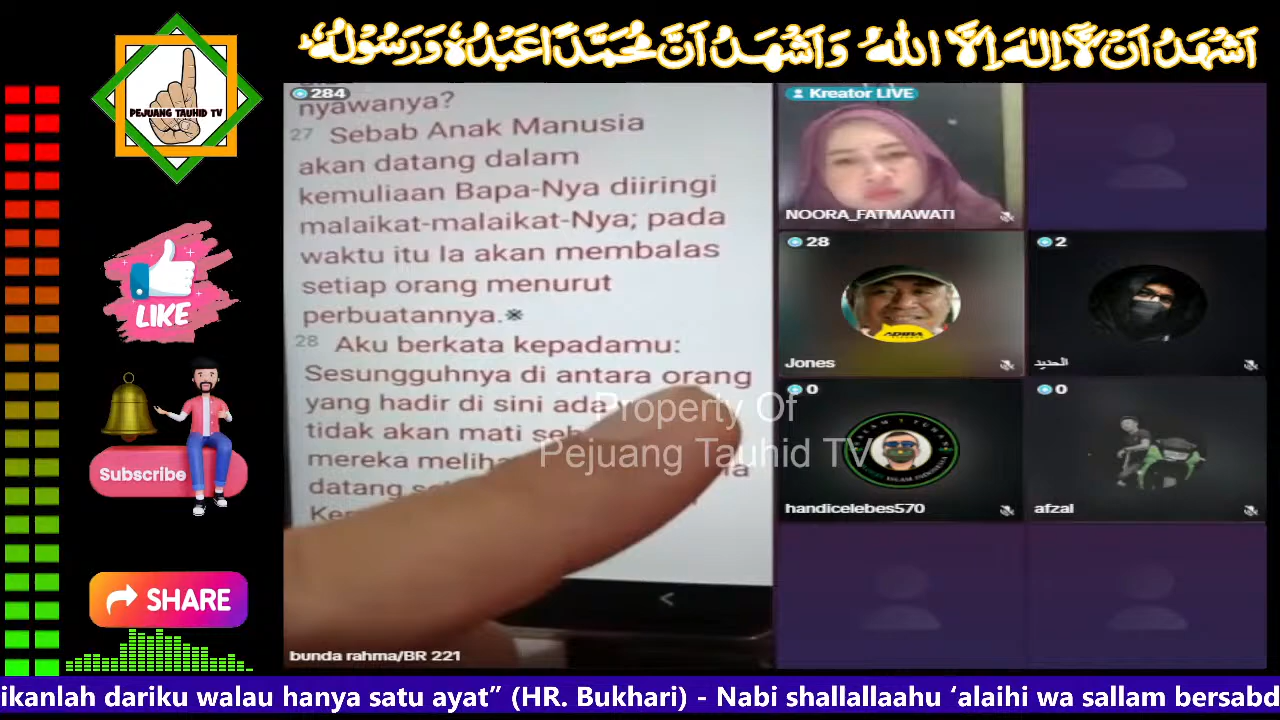 اَشْهَدُ اَنْ لَّآ اِلٰهَ اِلَّا اللّٰهُ وَاَشْهَدُ اَنَّ مُحَمَّدًا عَبْدُهٗ وَرَسُوْلُهٗ
PEJUANG TAUHID TV
LIKE
Subscribe
SHARE
284
nyawanya?
27 Sebab Anak Manusia
akan datang dalam
kemuliaan Bapa-Nya diiringi
malaikat-malaikat-Nya; pada
waktu itu Ia akan membalas
setiap orang menurut
perbuatannya.※
28 Aku berkata kepadamu:
Sesungguhnya di antara orang
yang hadir di sini ada
tidak akan mati
mereka
datang
Property Of
Pejuang Tauhid TV
bunda rahma/BR 221
Kreator LIVE
NOORA_FATMAWATI
28
ADIRA
Jones
2
الحديد
0
handicelebes570
0
afzal
ikanlah dariku walau hanya satu ayat” (HR. Bukhari) - Nabi shallallaahu ‘alaihi wa sallam bersabd